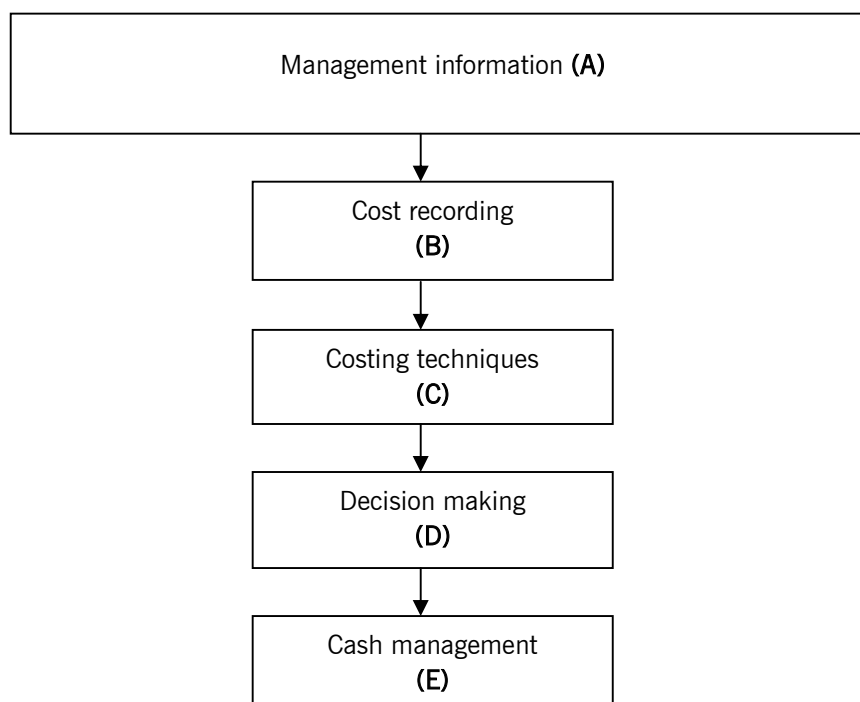 Management information (A)
Cost recording
(B)
Costing techniques
(C)
Decision making
(D)
Cash management
(E)